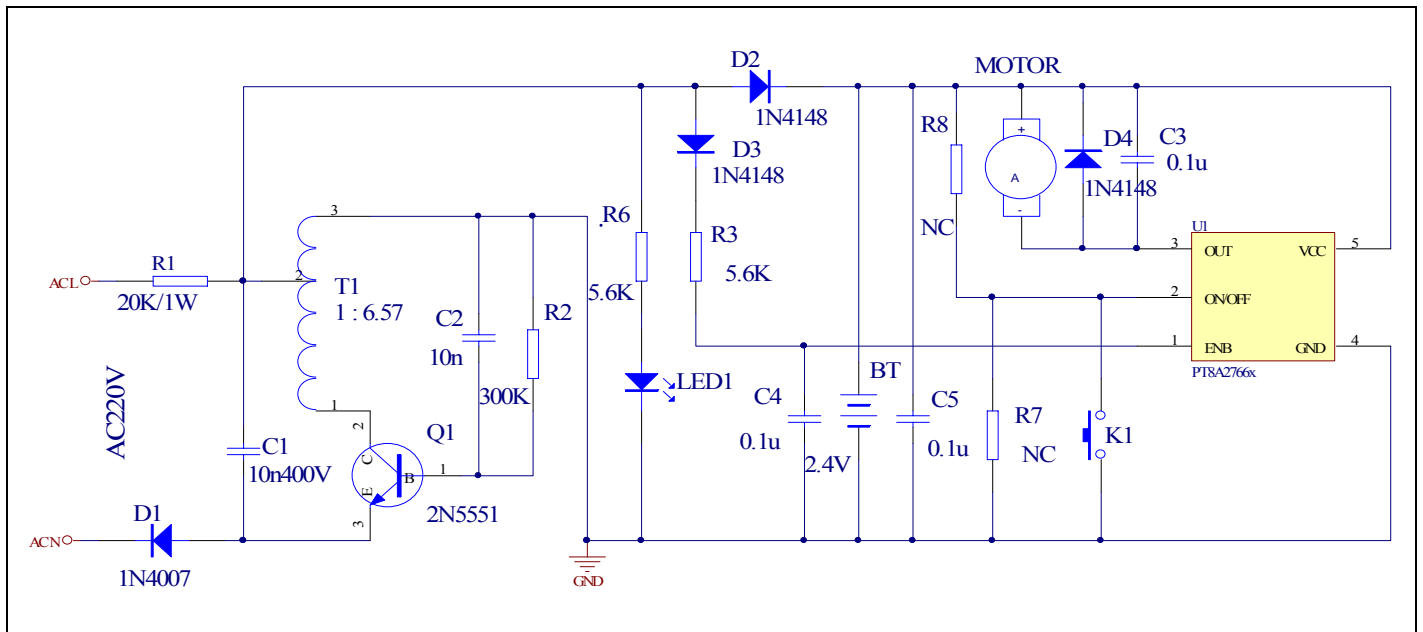 D2
1N4148
MOTOR
R8
NC
+
A
-
D4
1N4148
C3
0.1u
D3
1N4148
.R6
5.6K
R3
5.6K
U1
3 OUT VCC 5
2 ON/OFF
1 ENB GND 4
PT8A2766x
3
2
1
ACL
R1
20K/1W
T1
1 : 6.57
C2
10n
R2
300K
AC220V
LED1
C4
0.1u
BT
2.4V
C5
0.1u
R7
NC
K1
C1
10n400V
2
C
Q1
B
1
E
3
2N5551
D1
ACN
1N4007
GND